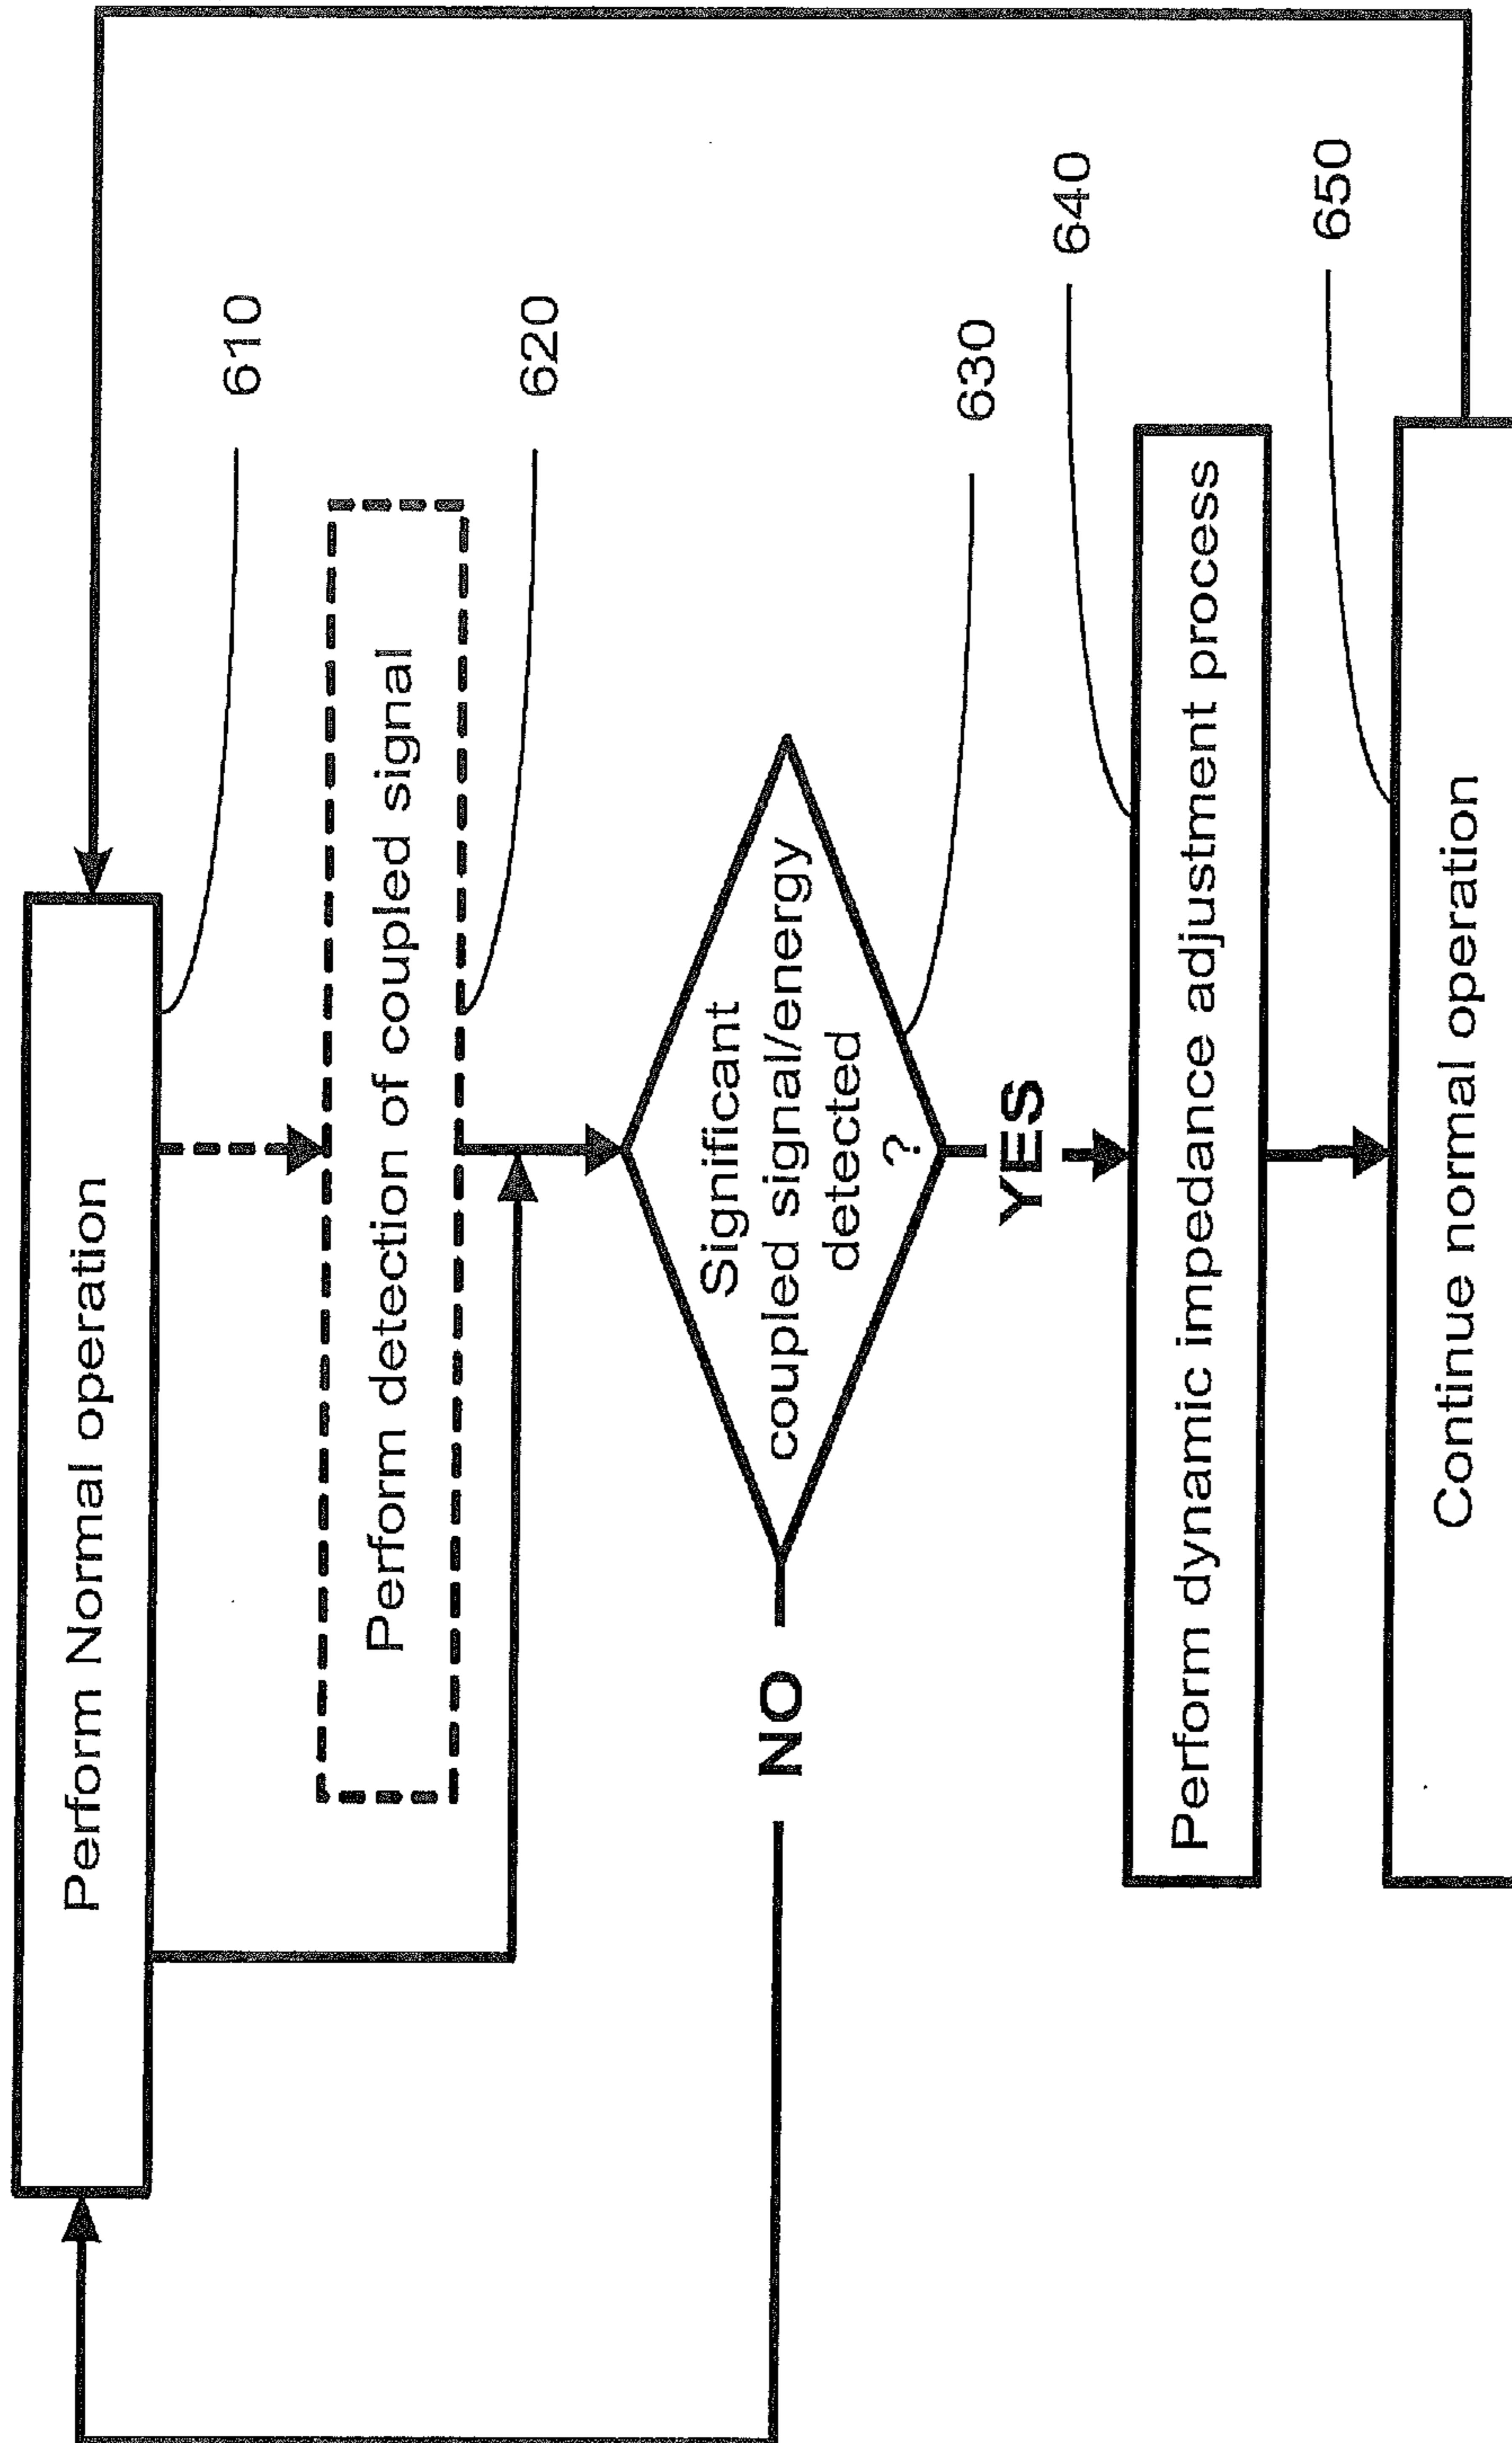 Perform Normal operation
610
Perform detection of coupled signal
620
Significant
coupled signal/energy
detected
?
630
NO
YES
Perform dynamic impedance adjustment process
640
Continue normal operation
650